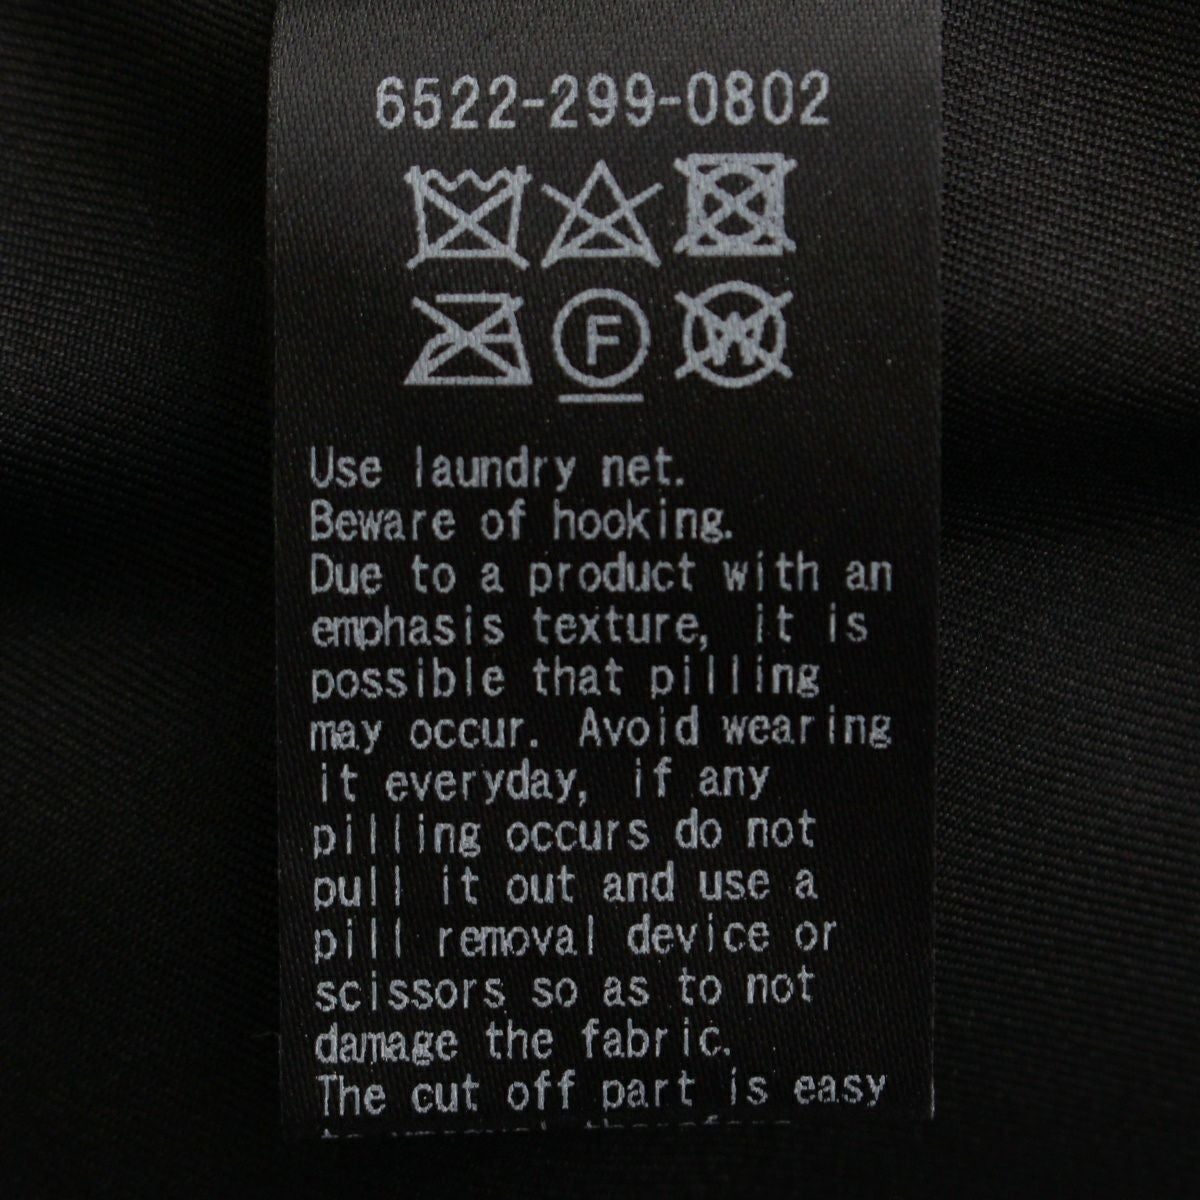 6522-299-0802
F W
Use laundry net.
Beware of hooking.
Due to a product with an
emphasis texture, it is
possible that pilling
may occur. Avoid wearing
it everyday, if any
pilling occurs do not
pull it out and use a
pill removal device or
scissors so as to not
damage the fabric.
The cut off part is easy